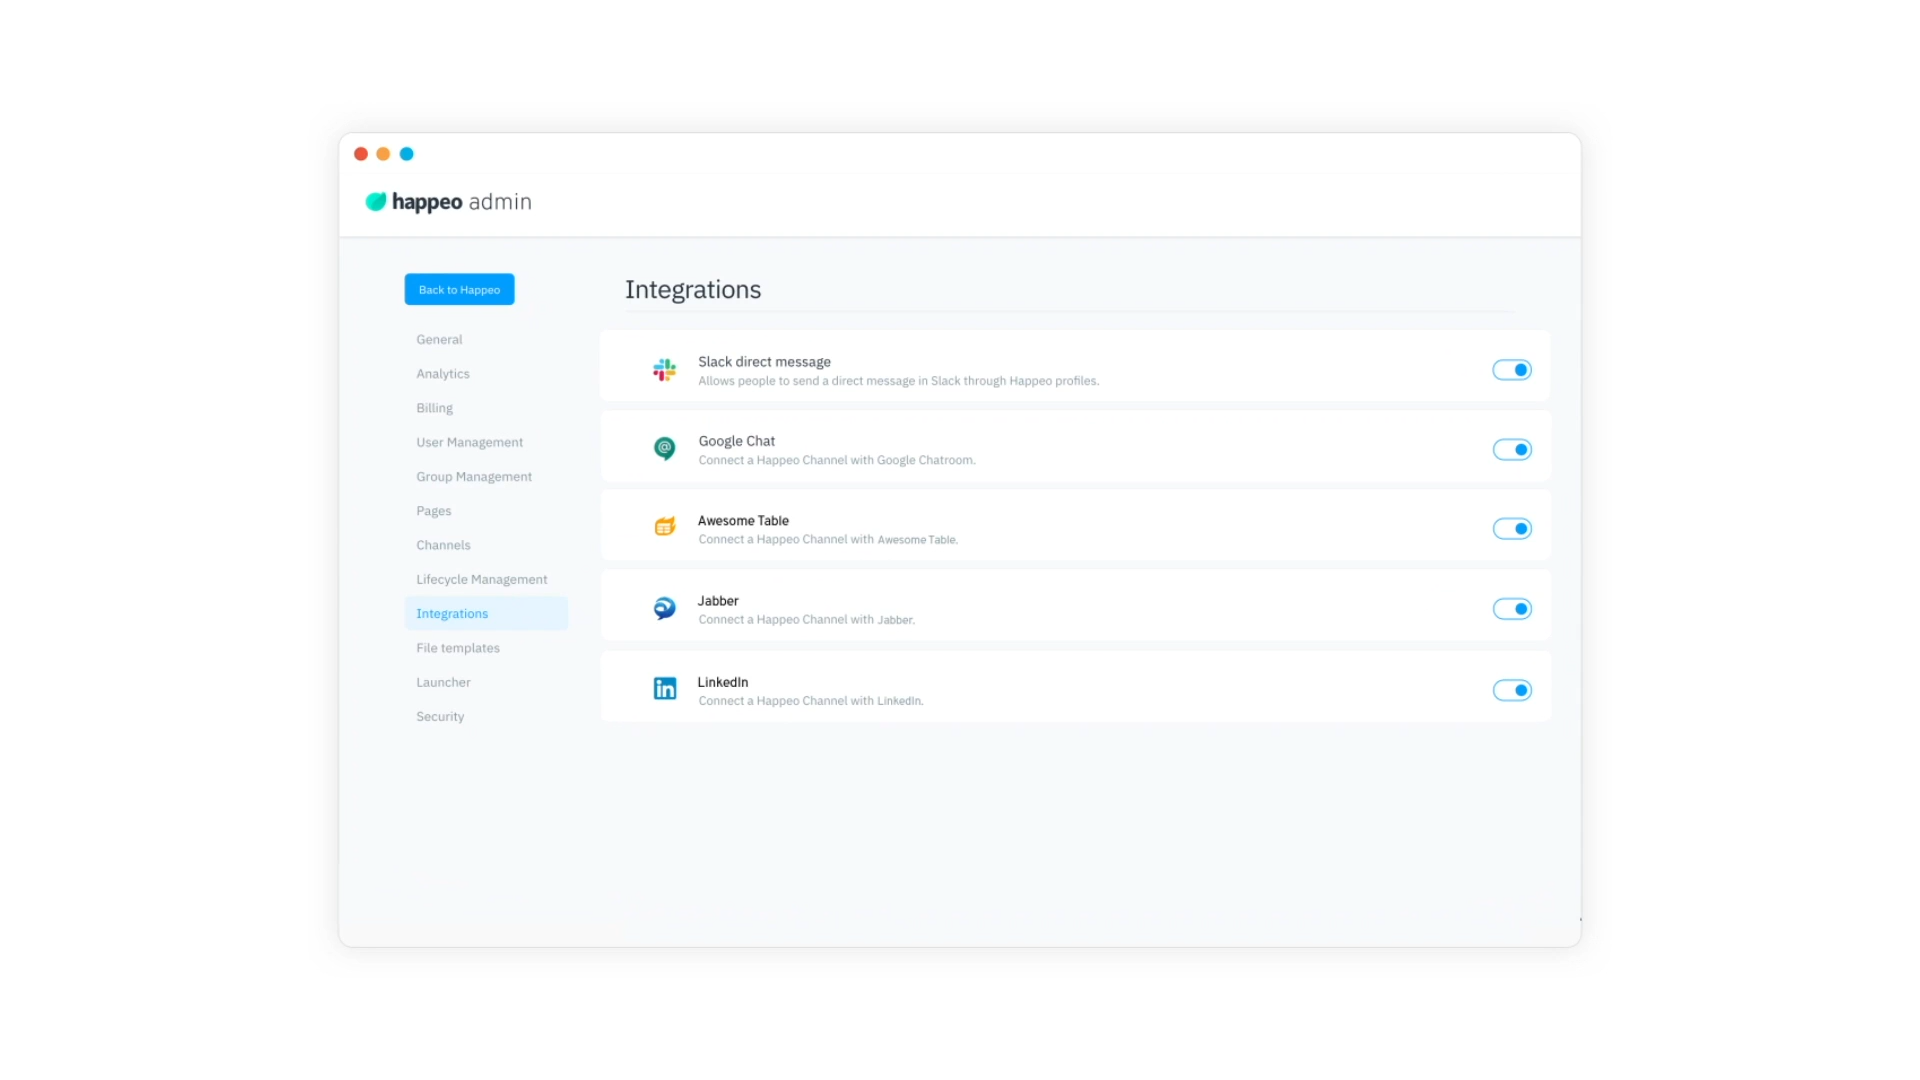 happeo admin
Back to Happeo
General
Analytics
Billing
User Management
Group Management
Pages
Channels
Lifecycle Management
Integrations
File templates
Launcher
Security
Integrations
Slack direct message
Allows people to send a direct message in Slack through Happeo profiles.
Google Chat
Connect a Happeo Channel with Google Chatroom.
Awesome Table
Connect a Happeo Channel with Awesome Table.
Jabber
Connect a Happeo Channel with Jabber.
in
LinkedIn
Connect a Happeo Channel with LinkedIn.